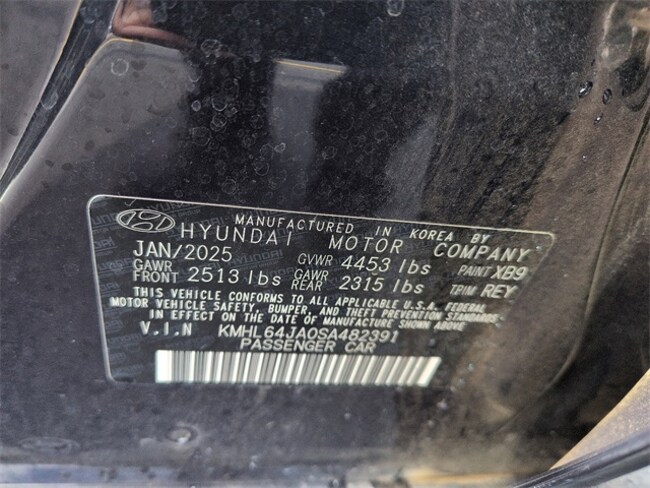 MANUFACTURED IN KOREA BY
HYUNDAI MOTOR COMPANY
JAN/2025 GVWR 4453 lbs PAINT XB9
GAWR FRONT 2513 lbs GAWR REAR 2315 lbs TRIM REY
THIS VEHICLE CONFORMS TO ALL APPLICABLE U.S.A. FEDERAL
MOTOR VEHICLE SAFETY, BUMPER, AND THEFT PREVENTION STANDARDS
IN EFFECT ON THE DATE OF MANUFACTURE SHOWN ABOVE.
V.I.N KMHL64JA0SA482391
PASSENGER CAR